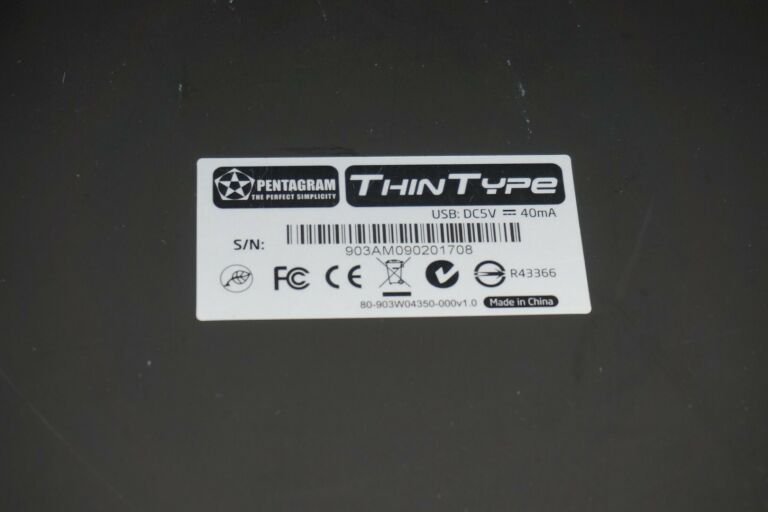 PENTAGRAM
THE PERFECT SIMPLICITY
THINTYPE
USB: DC5V ⎓ 40mA
S/N:
903AM090201708
FC CE R43366
80-903W04350-000v1.0 Made in China